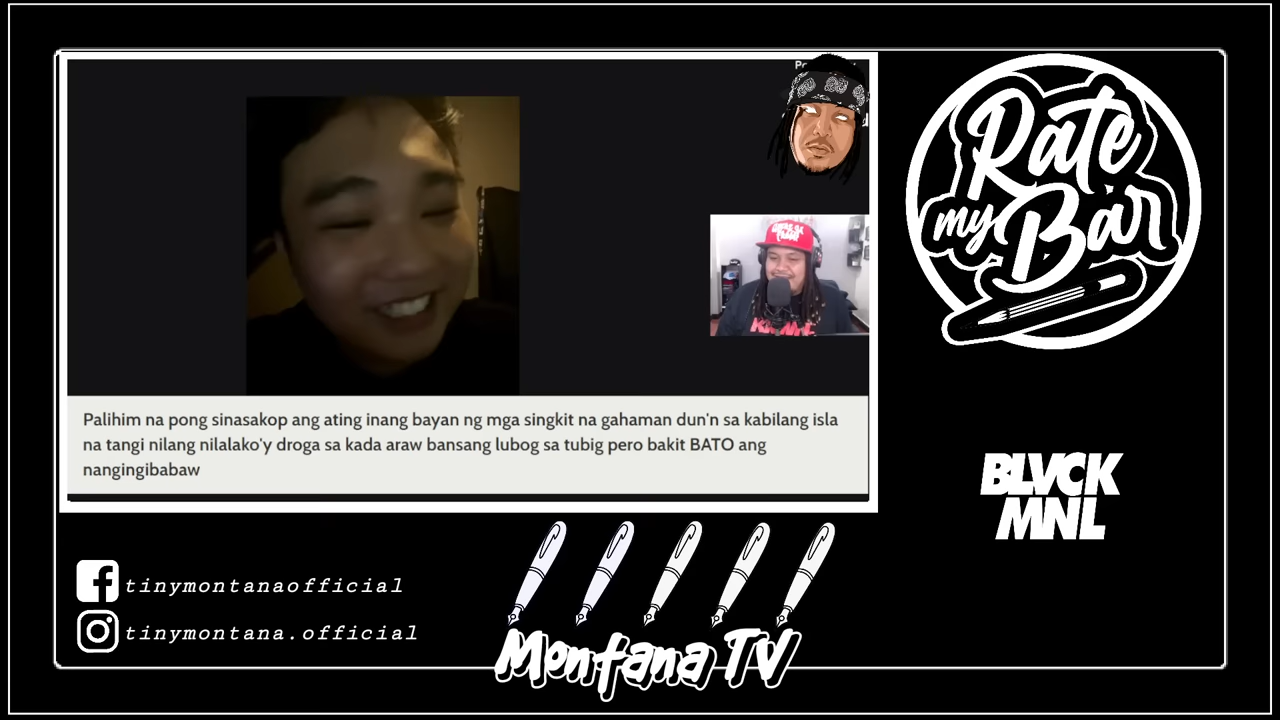 Rate
my Bar
Palihim na pong sinasakop ang ating inang bayan ng mga singkit na gahaman dun'n sa kabilang isla
na tangi nilang nilalako'y droga sa kada araw bansang lubog sa tubig pero bakit BATO ang
nangingibabaw
BLVCK
MNL
tinymontanaofficial
tinymontana.official
Montana TV